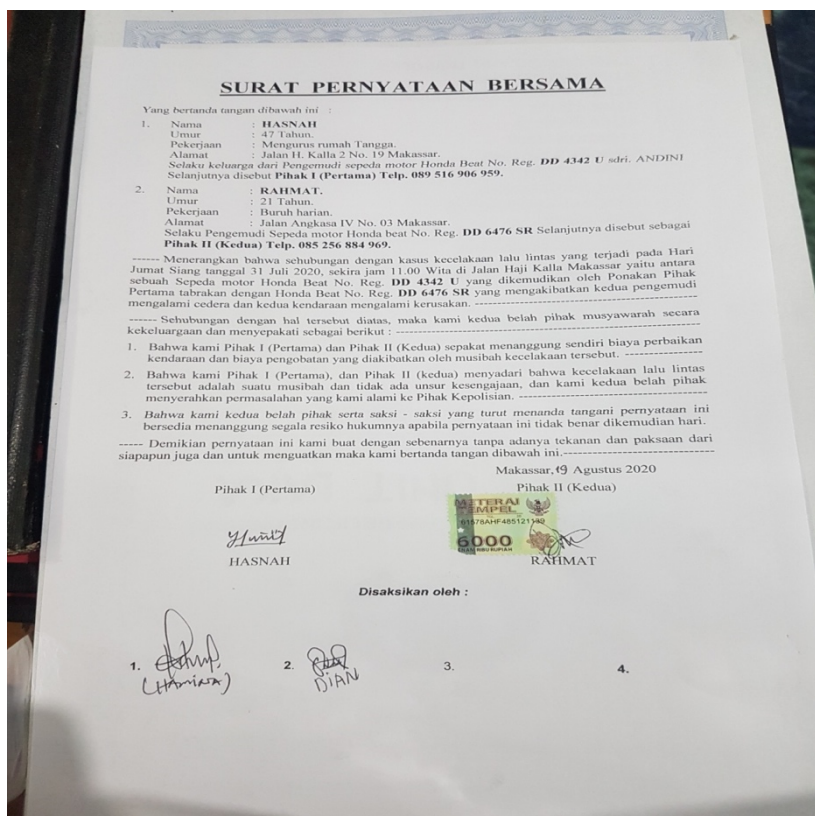 SURAT PERNYATAAN BERSAMA
Yang bertanda tangan dibawah ini :
1. Nama : HASNAH
Umur : 47 Tahun.
Pekerjaan : Mengurus rumah Tangga.
Alamat : Jalan H. Kalla 2 No. 19 Makassar.
Selaku keluarga dari Pengemudi sepeda motor Honda Beat No. Reg. DD 4342 U sdri. ANDINI
Selanjutnya disebut Pihak I (Pertama) Telp. 089 516 906 959.
2. Nama : RAHMAT.
Umur : 21 Tahun.
Pekerjaan : Buruh harian.
Alamat : Jalan Angkasa IV No. 03 Makassar.
Selaku Pengemudi Sepeda motor Honda beat No. Reg. DD 6476 SR Selanjutnya disebut sebagai
Pihak II (Kedua) Telp. 085 256 884 969.
------ Menerangkan bahwa sehubungan dengan kasus kecelakaan lalu lintas yang terjadi pada Hari
Jumat Siang tanggal 31 Juli 2020, sekira jam 11.00 Wita di Jalan Haji Kalla Makassar yaitu antara
sebuah Sepeda motor Honda Beat No. Reg. DD 4342 U yang dikemudikan oleh Ponakan Pihak
Pertama tabrakan dengan Honda Beat No. Reg. DD 6476 SR yang mengakibatkan kedua pengemudi
mengalami cedera dan kedua kendaraan mengalami kerusakan. ------
------ Sehubungan dengan hal tersebut diatas, maka kami kedua belah pihak musyawarah secara
kekeluargaan dan menyepakati sebagai berikut : ------
1. Bahwa kami Pihak I (Pertama) dan Pihak II (Kedua) sepakat menanggung sendiri biaya perbaikan
kendaraan dan biaya pengobatan yang diakibatkan oleh musibah kecelakaan tersebut. ------
2. Bahwa kami Pihak I (Pertama), dan Pihak II (kedua) menyadari bahwa kecelakaan lalu lintas
tersebut adalah suatu musibah dan tidak ada unsur kesengajaan, dan kami kedua belah pihak
menyerahkan permasalahan yang kami alami ke Pihak Kepolisian. ------
3. Bahwa kami kedua belah pihak serta saksi - saksi yang turut menanda tangani pernyataan ini
bersedia menanggung segala resiko hukumnya apabila pernyataan ini tidak benar dikemudian hari.
----- Demikian pernyataan ini kami buat dengan sebenarnya tanpa adanya tekanan dan paksaan dari
siapapun juga dan untuk menguatkan maka kami bertanda tangan dibawah ini.------
Makassar, 19 Agustus 2020
Pihak I (Pertama) Pihak II (Kedua)
METERAI
TEMPEL
61678AHF485121139
6000
ENAM RIBU RUPIAH
HASNAH RAHMAT
Disaksikan oleh :
1. 2. 3. 4.
(HAMINA) DIAN